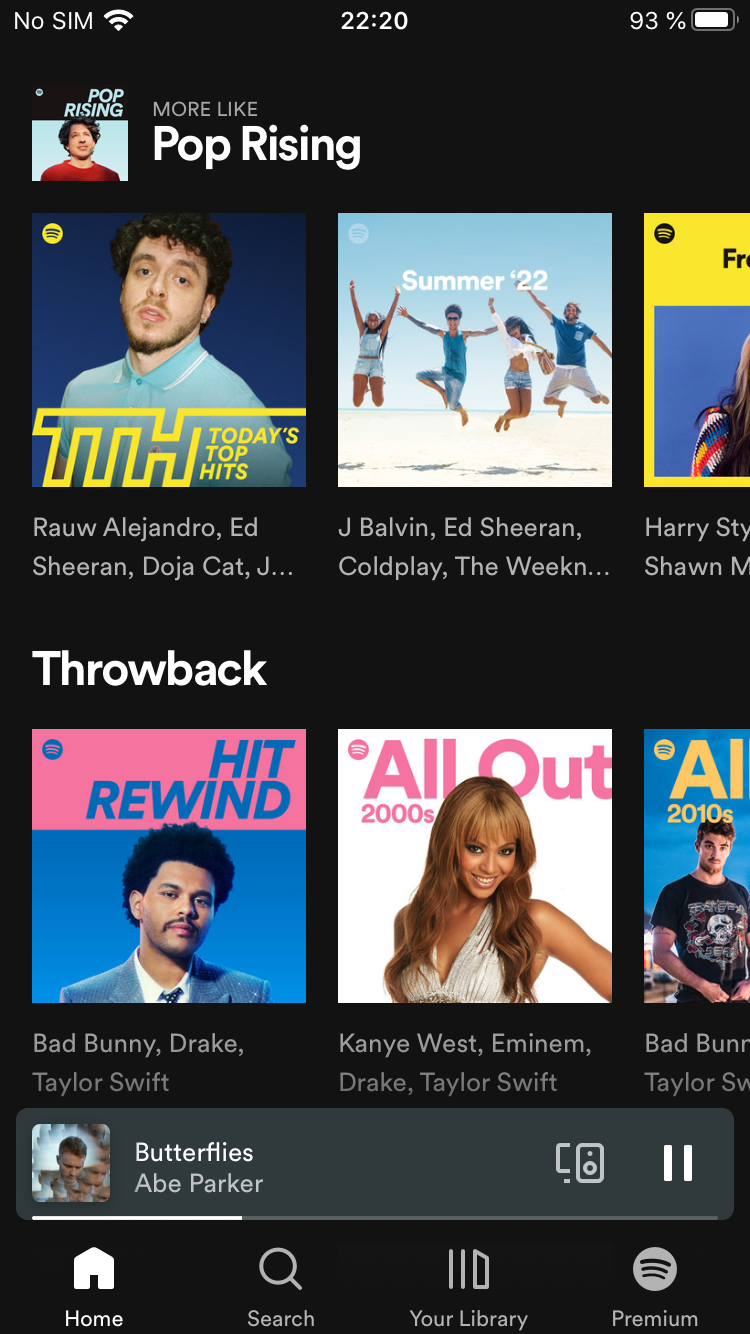 No SIM 22:20 93 %
POP
RISING
MORE LIKE
Pop Rising
Summer ‘22
Fre
TTH TODAY'S
TOP
HITS
Rauw Alejandro, Ed
Sheeran, Doja Cat, J...
J Balvin, Ed Sheeran,
Coldplay, The Weekn...
Harry Sty
Shawn M
Throwback
HIT
REWIND
All Out
2000s
Al
2010s
Bad Bunny, Drake,
Taylor Swift
Kanye West, Eminem,
Drake, Taylor Swift
Bad Bunn
Taylor Sw
Butterflies
Abe Parker
Home
Search
Your Library
Premium